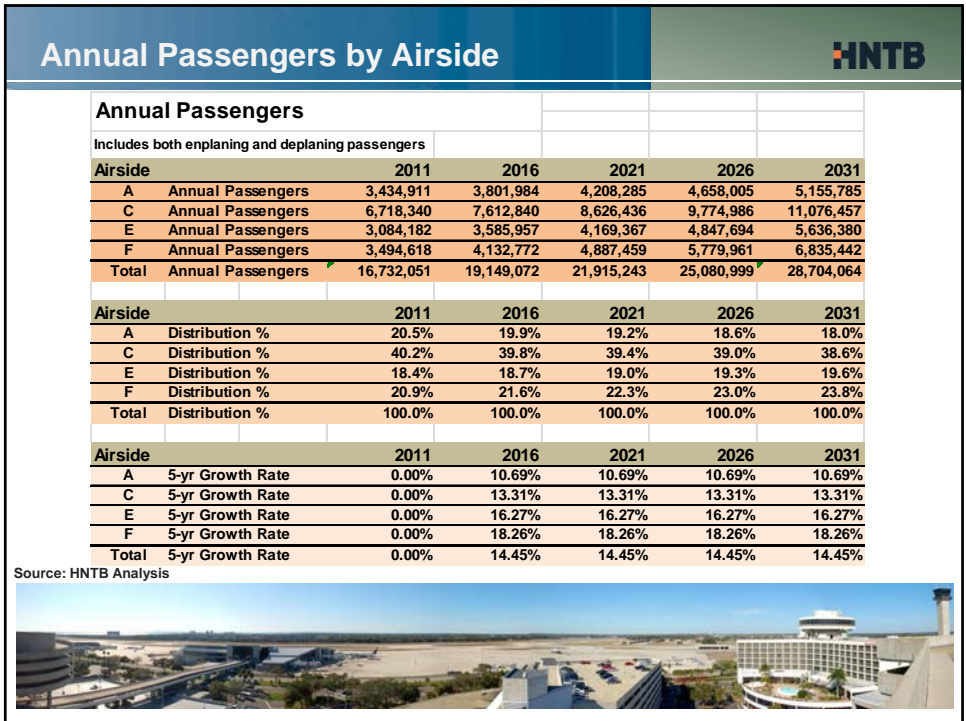 Annual Passengers by Airside
HNTB
Annual Passengers
Includes both enplaning and deplaning passengers
Airside 2011 2016 2021 2026 2031
A Annual Passengers 3,434,911 3,801,984 4,208,285 4,658,005 5,155,785
C Annual Passengers 6,718,340 7,612,840 8,626,436 9,774,986 11,076,457
E Annual Passengers 3,084,182 3,585,957 4,169,367 4,847,694 5,636,380
F Annual Passengers 3,494,618 4,132,772 4,887,459 5,779,961 6,835,442
Total Annual Passengers 16,732,051 19,149,072 21,915,243 25,080,999 28,704,064
Airside 2011 2016 2021 2026 2031
A Distribution % 20.5% 19.9% 19.2% 18.6% 18.0%
C Distribution % 40.2% 39.8% 39.4% 39.0% 38.6%
E Distribution % 18.4% 18.7% 19.0% 19.3% 19.6%
F Distribution % 20.9% 21.6% 22.3% 23.0% 23.8%
Total Distribution % 100.0% 100.0% 100.0% 100.0% 100.0%
Airside 2011 2016 2021 2026 2031
A 5-yr Growth Rate 0.00% 10.69% 10.69% 10.69% 10.69%
C 5-yr Growth Rate 0.00% 13.31% 13.31% 13.31% 13.31%
E 5-yr Growth Rate 0.00% 16.27% 16.27% 16.27% 16.27%
F 5-yr Growth Rate 0.00% 18.26% 18.26% 18.26% 18.26%
Total 5-yr Growth Rate 0.00% 14.45% 14.45% 14.45% 14.45%
Source: HNTB Analysis